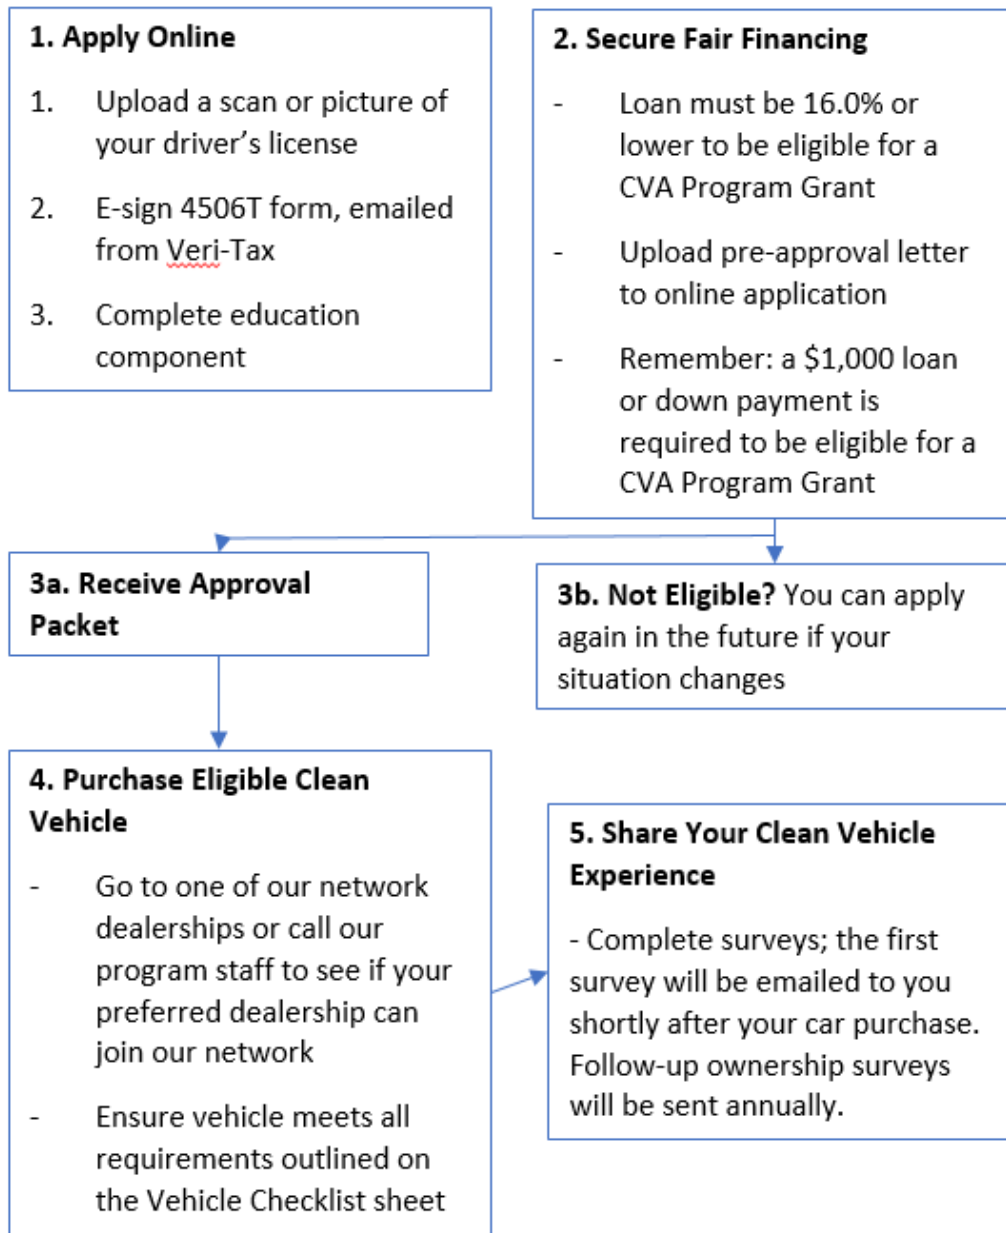 1. Apply Online
1. Upload a scan or picture of
your driver’s license
2. E-sign 4506T form, emailed
from Veri-Tax
3. Complete education
component
2. Secure Fair Financing
- Loan must be 16.0% or
lower to be eligible for a
CVA Program Grant
- Upload pre-approval letter
to online application
- Remember: a $1,000 loan
or down payment is
required to be eligible for a
CVA Program Grant
3a. Receive Approval
Packet
3b. Not Eligible? You can apply
again in the future if your
situation changes
4. Purchase Eligible Clean
Vehicle
- Go to one of our network
dealerships or call our
program staff to see if your
preferred dealership can
join our network
- Ensure vehicle meets all
requirements outlined on
the Vehicle Checklist sheet
5. Share Your Clean Vehicle
Experience
- Complete surveys; the first
survey will be emailed to you
shortly after your car purchase.
Follow-up ownership surveys
will be sent annually.